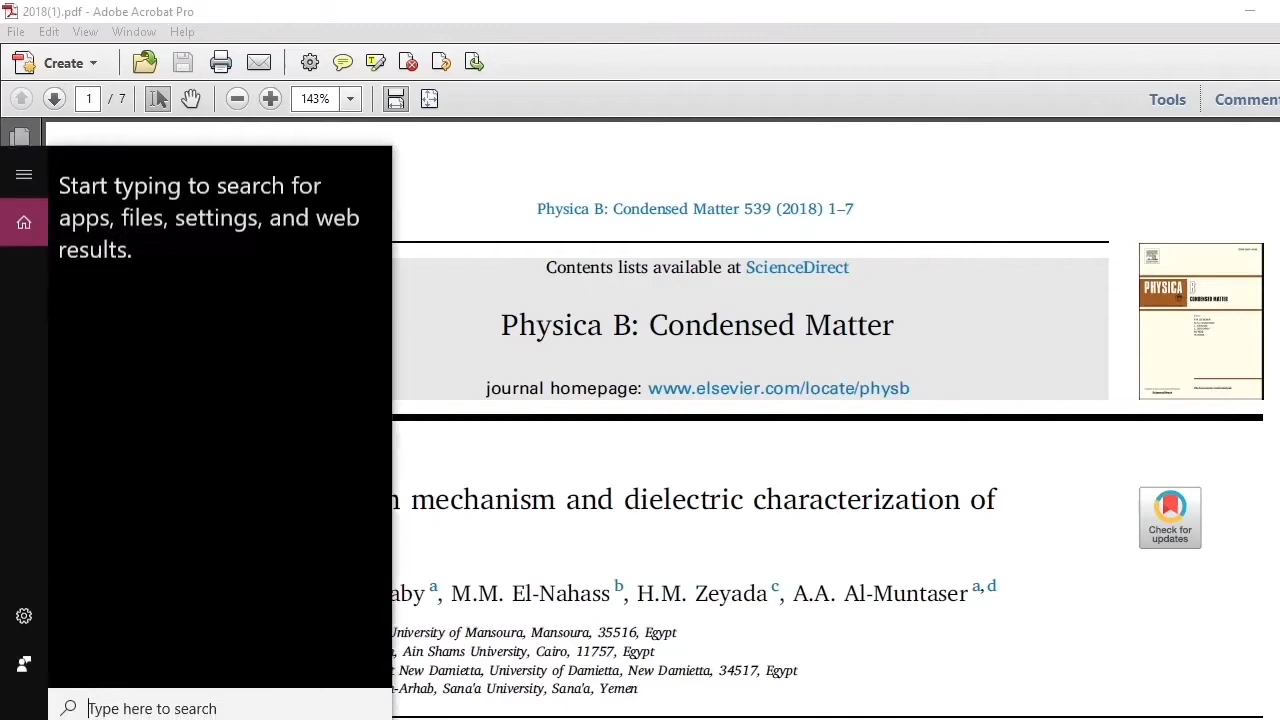 2018(1).pdf - Adobe Acrobat Pro
File Edit View Window Help
Create
1 / 7 143% Tools Commen
Start typing to search for
apps, files, settings, and web
results.
Physica B: Condensed Matter 539 (2018) 1–7
Contents lists available at ScienceDirect
Physica B: Condensed Matter
journal homepage: www.elsevier.com/locate/physb
PHYSICA B
CONDENSED MATTER
n mechanism and dielectric characterization of
Check for
updates
aby a, M.M. El-Nahass b, H.M. Zeyada c, A.A. Al-Muntaser a,d
University of Mansoura, Mansoura, 35516, Egypt
, Ain Shams University, Cairo, 11757, Egypt
t New Damietta, University of Damietta, New Damietta, 34517, Egypt
-Arhab, Sana'a University, Sana'a, Yemen
Type here to search